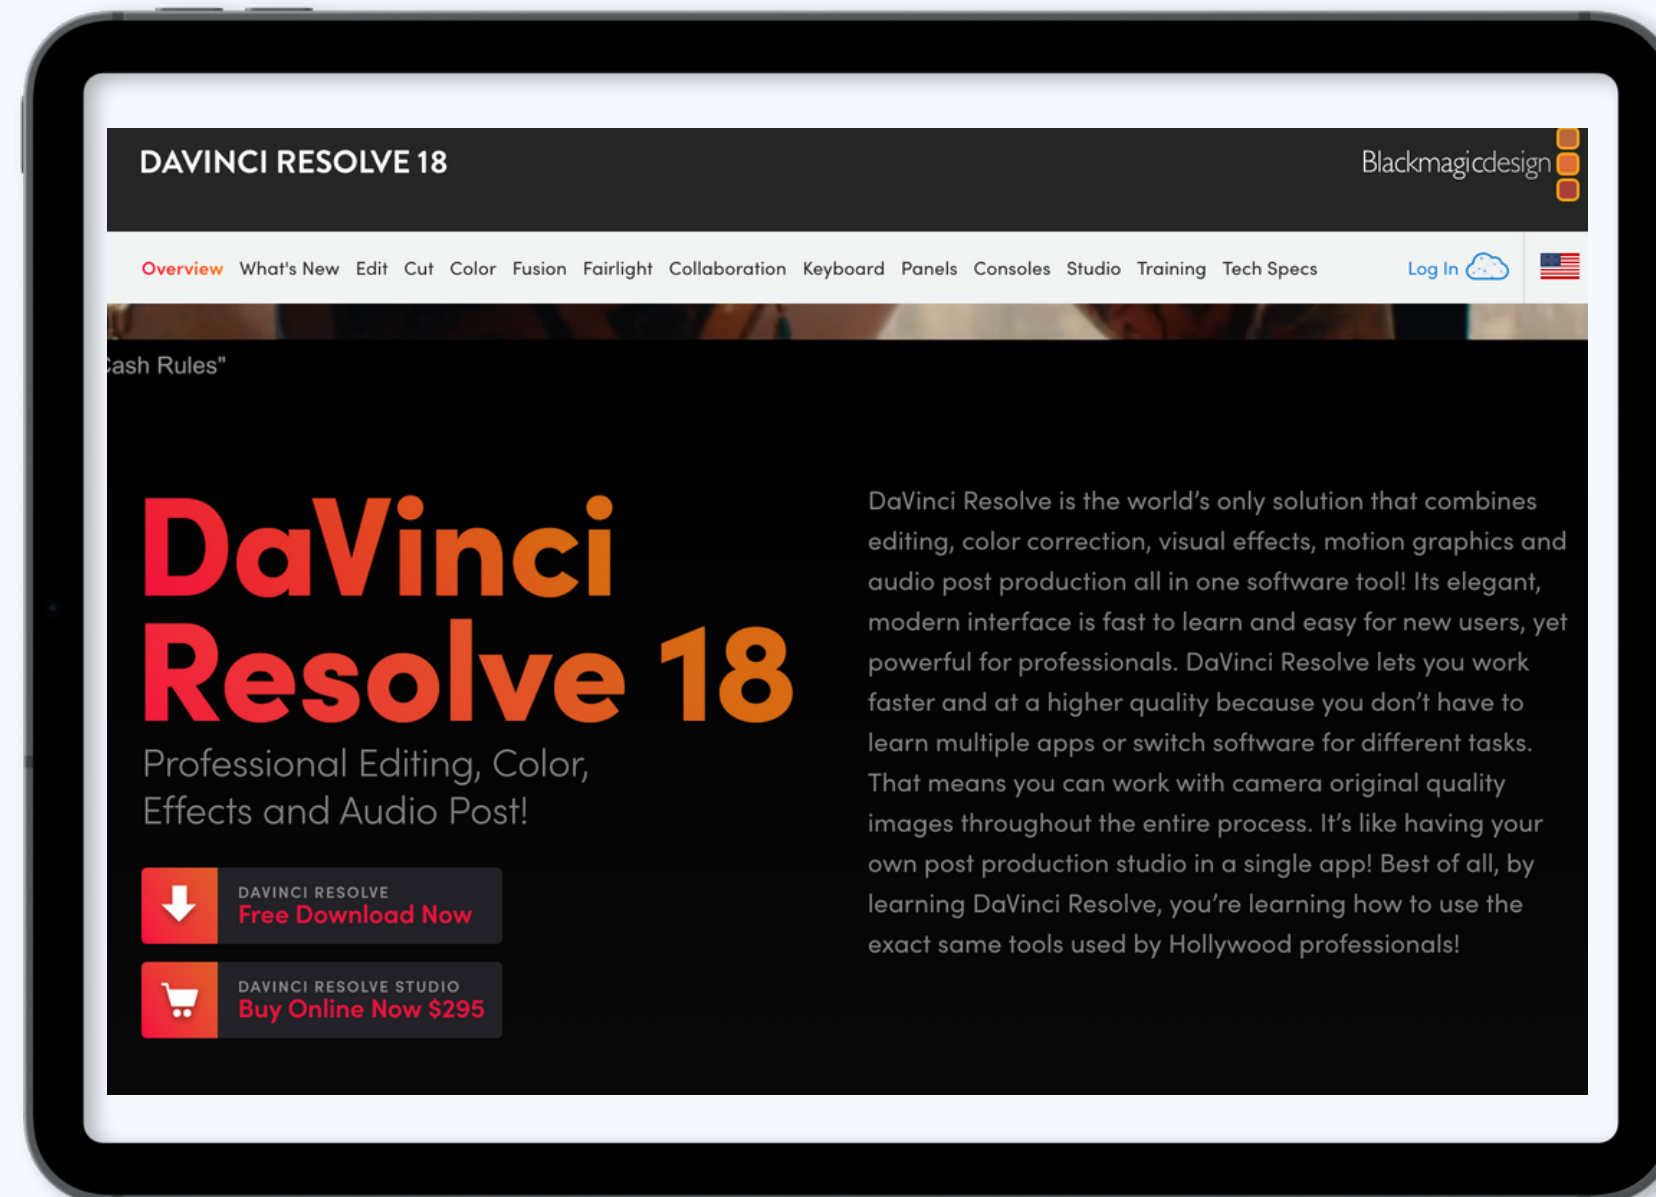 DAVINCI RESOLVE 18
Blackmagicdesign
Overview What's New Edit Cut Color Fusion Fairlight Collaboration Keyboard Panels Consoles Studio Training Tech Specs Log In
Cash Rules"
DaVinci
Resolve 18
Professional Editing, Color,
Effects and Audio Post!
DAVINCI RESOLVE
Free Download Now
DAVINCI RESOLVE STUDIO
Buy Online Now $295
DaVinci Resolve is the world's only solution that combines
editing, color correction, visual effects, motion graphics and
audio post production all in one software tool! Its elegant,
modern interface is fast to learn and easy for new users, yet
powerful for professionals. DaVinci Resolve lets you work
faster and at a higher quality because you don't have to
learn multiple apps or switch software for different tasks.
That means you can work with camera original quality
images throughout the entire process. It's like having your
own post production studio in a single app! Best of all, by
learning DaVinci Resolve, you're learning how to use the
exact same tools used by Hollywood professionals!